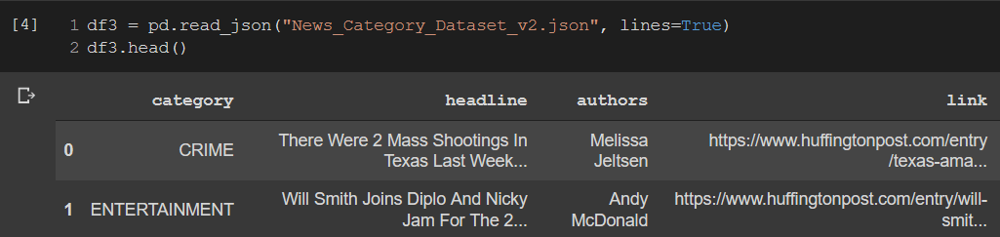 [4] 1 df3 = pd.read_json("News_Category_Dataset_v2.json", lines=True)
2 df3.head()
category headline authors link
0 CRIME There Were 2 Mass Shootings In Texas Last Week... Melissa Jeltsen https://www.huffingtonpost.com/entry/texas-ama...
1 ENTERTAINMENT Will Smith Joins Diplo And Nicky Jam For The 2... Andy McDonald https://www.huffingtonpost.com/entry/will-smit...